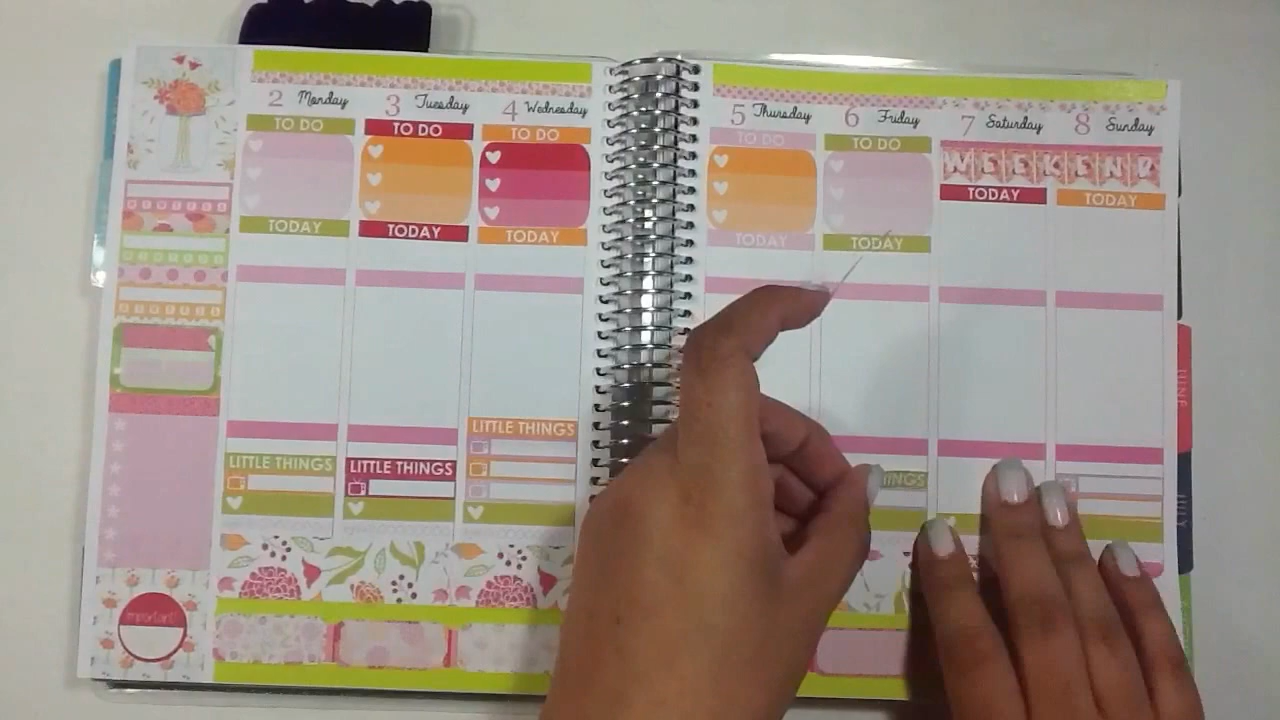 2 Monday 3 Tuesday 4 Wednesday 5 Thursday 6 Friday 7 Saturday 8 Sunday
TO DO TO DO TO DO TO DO TO DO
WEEKEND
TODAY TODAY
TODAY TODAY TODAY TODAY TODAY
LITTLE THINGS LITTLE THINGS LITTLE THINGS
important!
JUNE
JULY